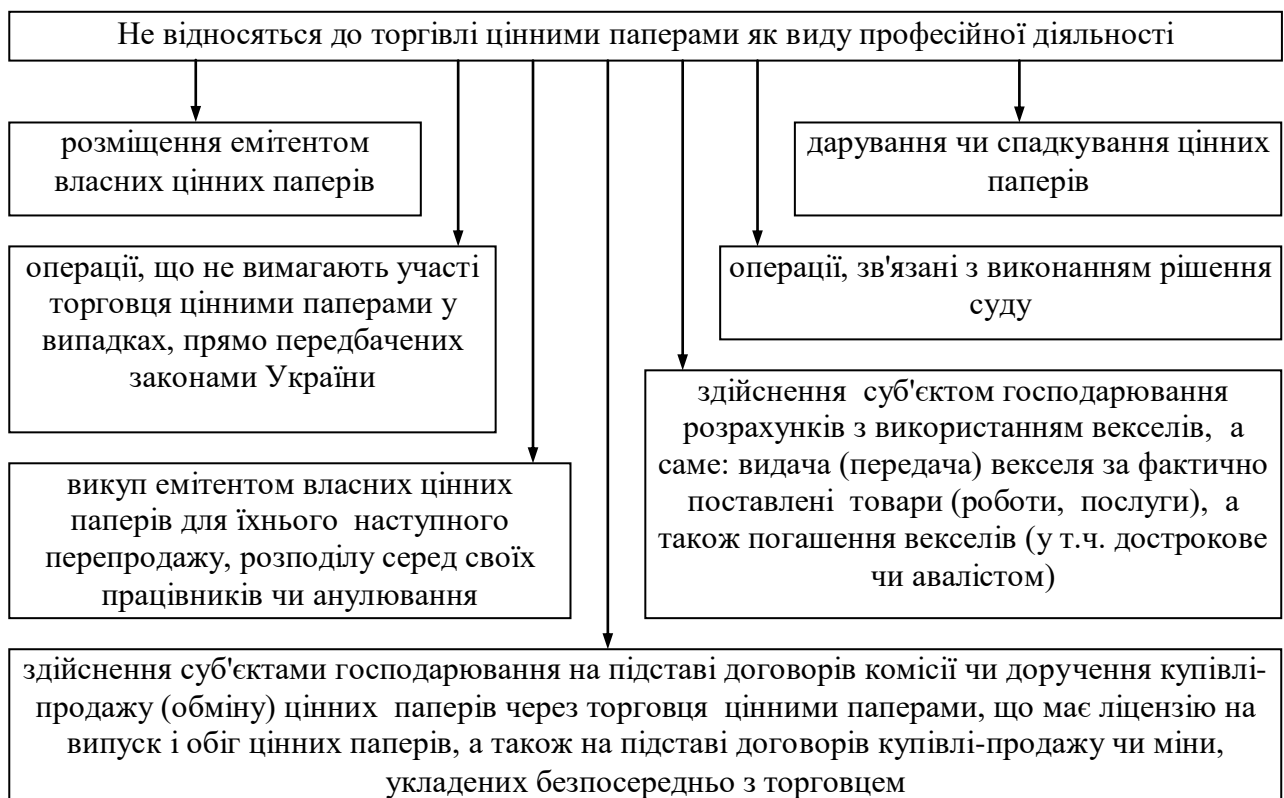 Не відносяться до торгівлі цінними паперами як виду професійної діяльності
розміщення емітентом
власних цінних паперів
дарування чи спадкування цінних
паперів
операції, що не вимагають участі
торговця цінними паперами у
випадках, прямо передбачених
законами України
операції, зв'язані з виконанням рішення
суду
викуп емітентом власних цінних
паперів для їхнього наступного
перепродажу, розподілу серед своїх
працівників чи анулювання
здійснення суб'єктом господарювання
розрахунків з використанням векселів, а
саме: видача (передача) векселя за фактично
поставлені товари (роботи, послуги), а
також погашення векселів (у т.ч. дострокове
чи авалістом)
здійснення суб'єктами господарювання на підставі договорів комісії чи доручення купівлі-
продажу (обміну) цінних паперів через торговця цінними паперами, що має ліцензію на
випуск і обіг цінних паперів, а також на підставі договорів купівлі-продажу чи міни,
укладених безпосередньо з торговцем